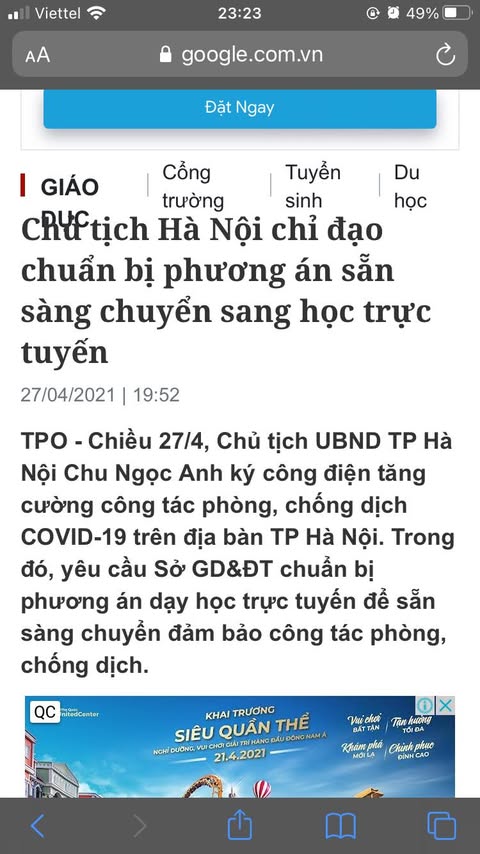 Viettel 23:23 49%
AA google.com.vn
Đặt Ngay
GIÁO DỤC
Cổng trường
Tuyển sinh
Du học
Chủ tịch Hà Nội chỉ đạo
chuẩn bị phương án sẵn
sàng chuyển sang học trực
tuyến
27/04/2021 | 19:52
TPO - Chiều 27/4, Chủ tịch UBND TP Hà
Nội Chu Ngọc Anh ký công điện tăng
cường công tác phòng, chống dịch
COVID-19 trên địa bàn TP Hà Nội. Trong
đó, yêu cầu Sở GD&ĐT chuẩn bị
phương án dạy học trực tuyến để sẵn
sàng chuyển đảm bảo công tác phòng,
chống dịch.
QC
UnitedCenter
KHAI TRƯƠNG
SIÊU QUẦN THỂ
NGHỈ DƯỠNG, VUI CHƠI GIẢI TRÍ HÀNG ĐẦU ĐÔNG NAM Á
21.4.2021
Vui chơi
BẤT TẬN
Tận hưởng
TỐI ĐA
Khám phá
MỚI LẠ
Chinh phục
ĐỈNH CAO